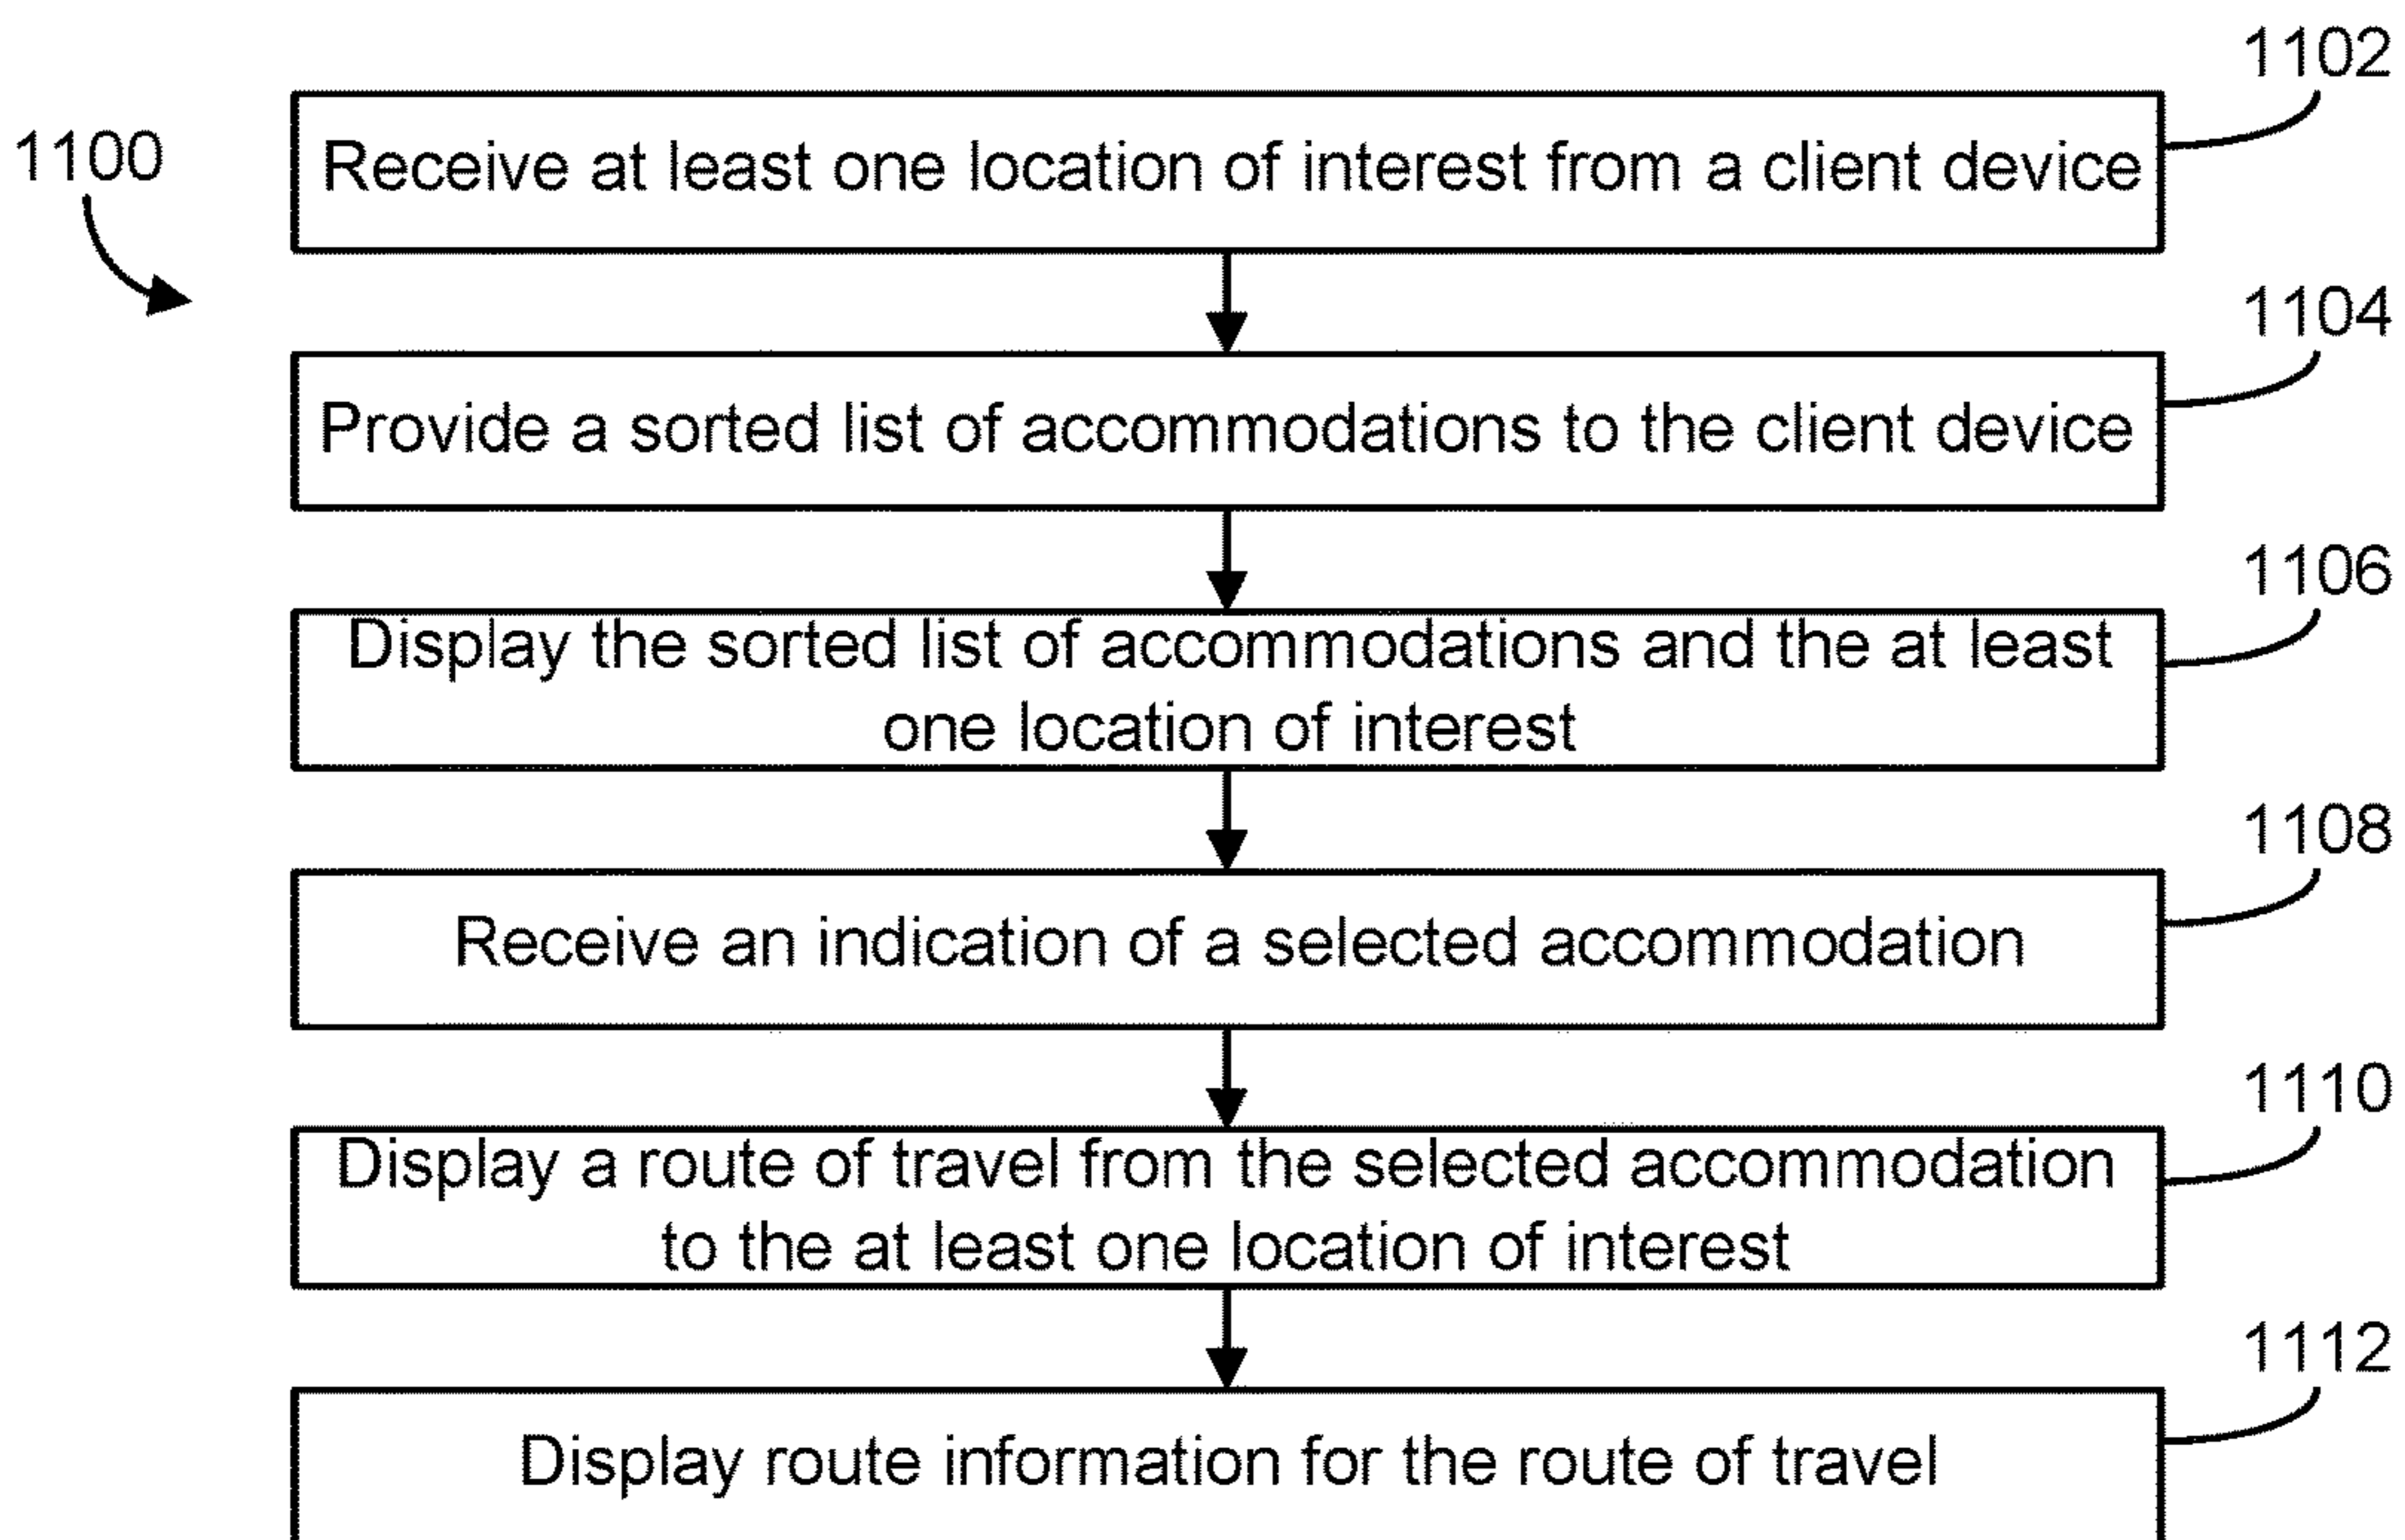 1102
1100
Receive at least one location of interest from a client device
1104
Provide a sorted list of accommodations to the client device
1106
Display the sorted list of accommodations and the at least
one location of interest
1108
Receive an indication of a selected accommodation
1110
Display a route of travel from the selected accommodation
to the at least one location of interest
1112
Display route information for the route of travel